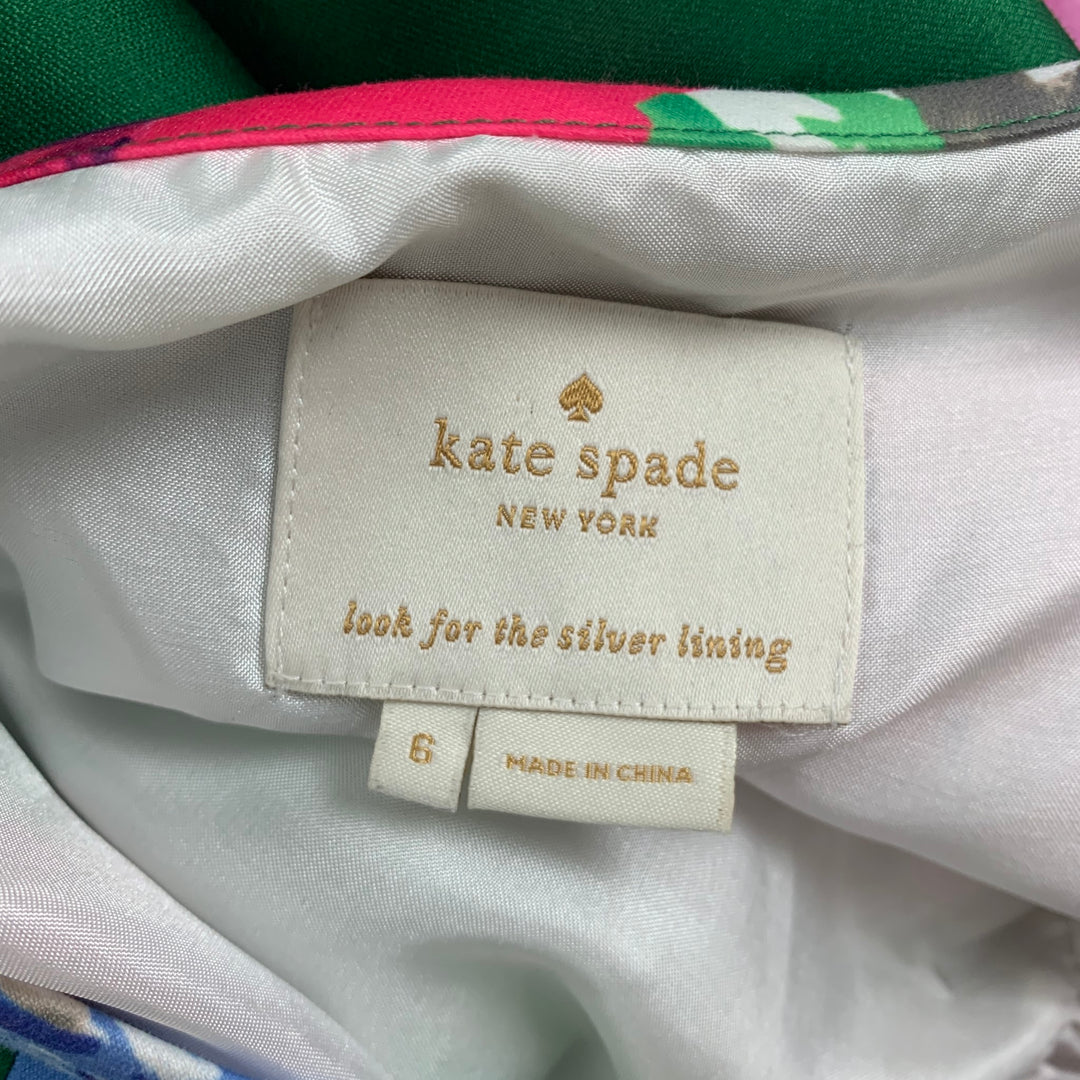 kate spade
NEW YORK
look for the silver lining
6
MADE IN CHINA